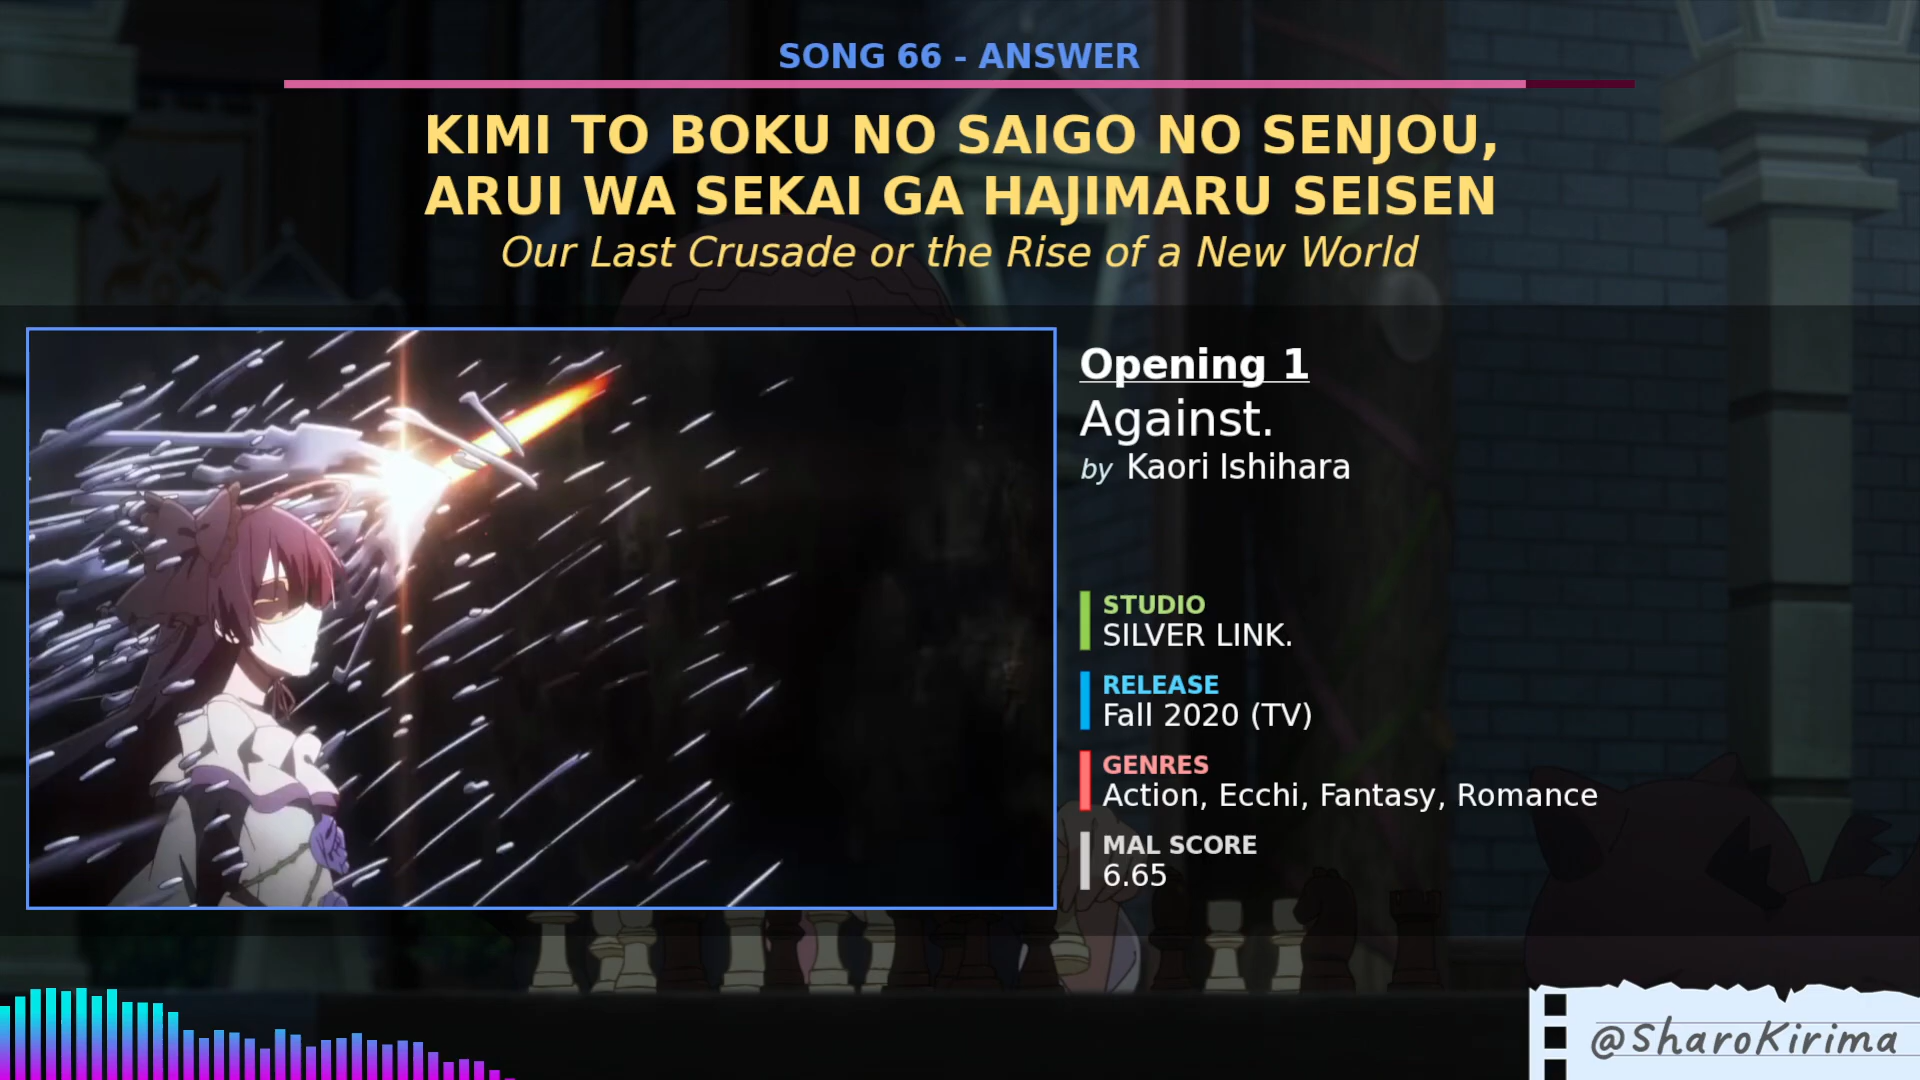 SONG 66 - ANSWER
KIMI TO BOKU NO SAIGO NO SENJOU,
ARUI WA SEKAI GA HAJIMARU SEISEN
Our Last Crusade or the Rise of a New World
Opening 1
Against.
by Kaori Ishihara
STUDIO
SILVER LINK.
RELEASE
Fall 2020 (TV)
GENRES
Action, Ecchi, Fantasy, Romance
MAL SCORE
6.65
@SharoKirima